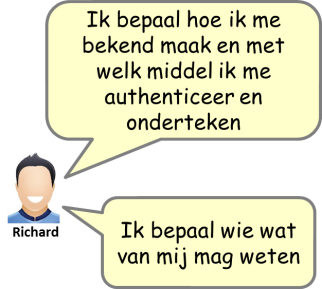 Ik bepaal hoe ik me
bekend maak en met
welk middel ik me
authenticeer en
onderteken
Richard
Ik bepaal wie wat
van mij mag weten